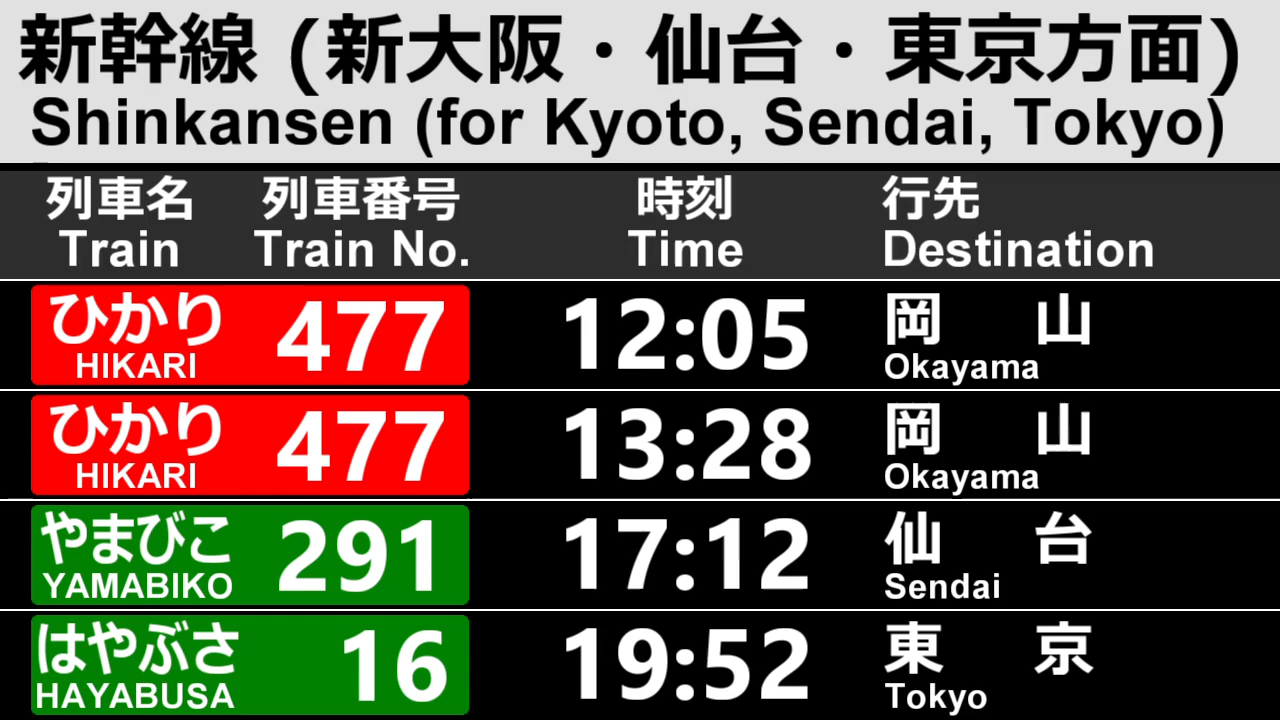 新幹線 (新大阪・仙台・東京方面)
Shinkansen (for Kyoto, Sendai, Tokyo)
列車名 列車番号 時刻 行先
Train Train No. Time Destination
ひかり 477 12:05 岡 山
HIKARI Okayama
ひかり 477 13:28 岡 山
HIKARI Okayama
やまびこ 291 17:12 仙 台
YAMABIKO Sendai
はやぶさ 16 19:52 東 京
HAYABUSA Tokyo